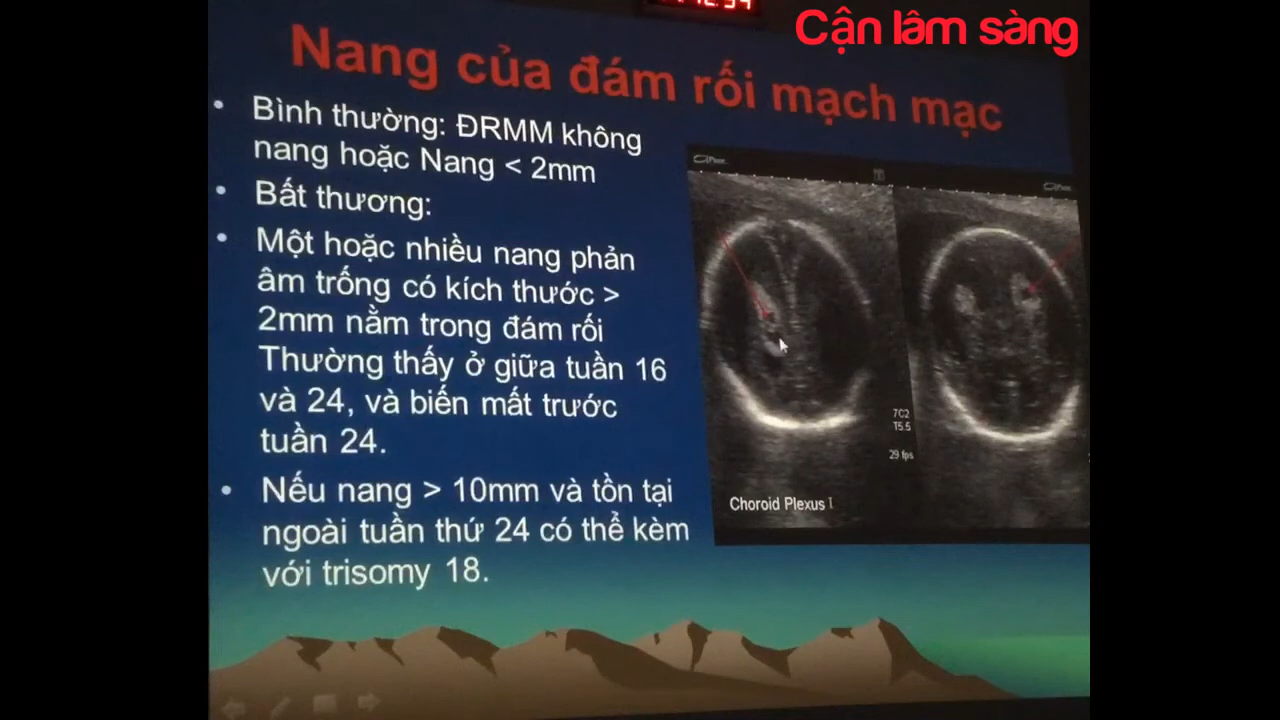 Cận lâm sàng
Nang của đám rối mạch mạc
• Bình thường: ĐRMM không
nang hoặc Nang < 2mm
• Bất thương:
• Một hoặc nhiều nang phản
âm trống có kích thước >
2mm nằm trong đám rối
Thường thấy ở giữa tuần 16
và 24, và biến mất trước
tuần 24.
• Nếu nang > 10mm và tồn tại
ngoài tuần thứ 24 có thể kèm
với trisomy 18.
7C2
T5.5
29 fps
Choroid Plexus